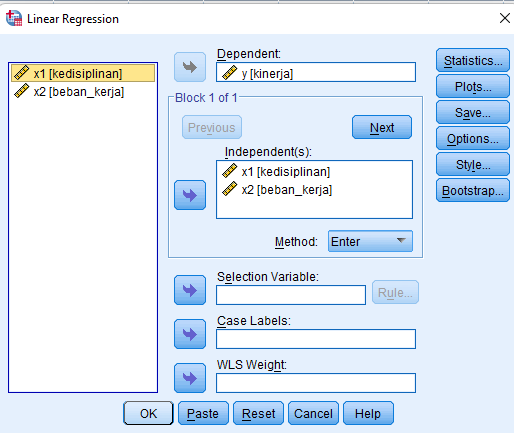 Linear Regression
x1 [kedisiplinan]
x2 [beban_kerja]
Dependent:
y [kinerja]
Block 1 of 1
Previous
Next
Independent(s):
x1 [kedisiplinan]
x2 [beban_kerja]
Method:
Enter
Selection Variable:
Rule...
Case Labels:
WLS Weight:
Statistics...
Plots...
Save...
Options...
Style...
Bootstrap...
OK
Paste
Reset
Cancel
Help